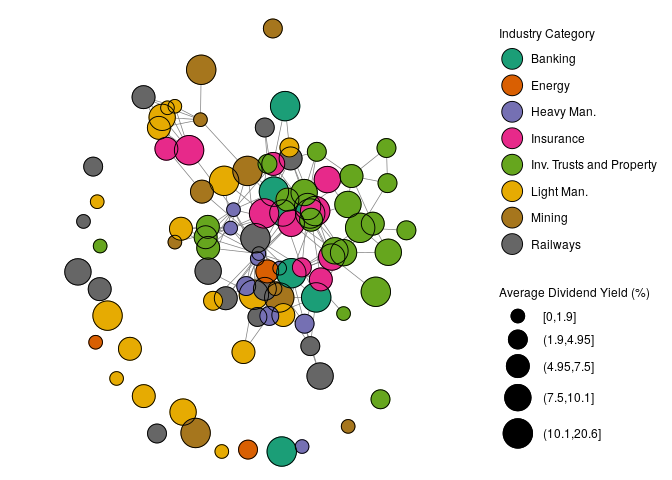 Industry Category
Banking
Energy
Heavy Man.
Insurance
Inv. Trusts and Property
Light Man.
Mining
Railways
Average Dividend Yield (%)
[0,1.9]
(1.9,4.95]
(4.95,7.5]
(7.5,10.1]
(10.1,20.6]